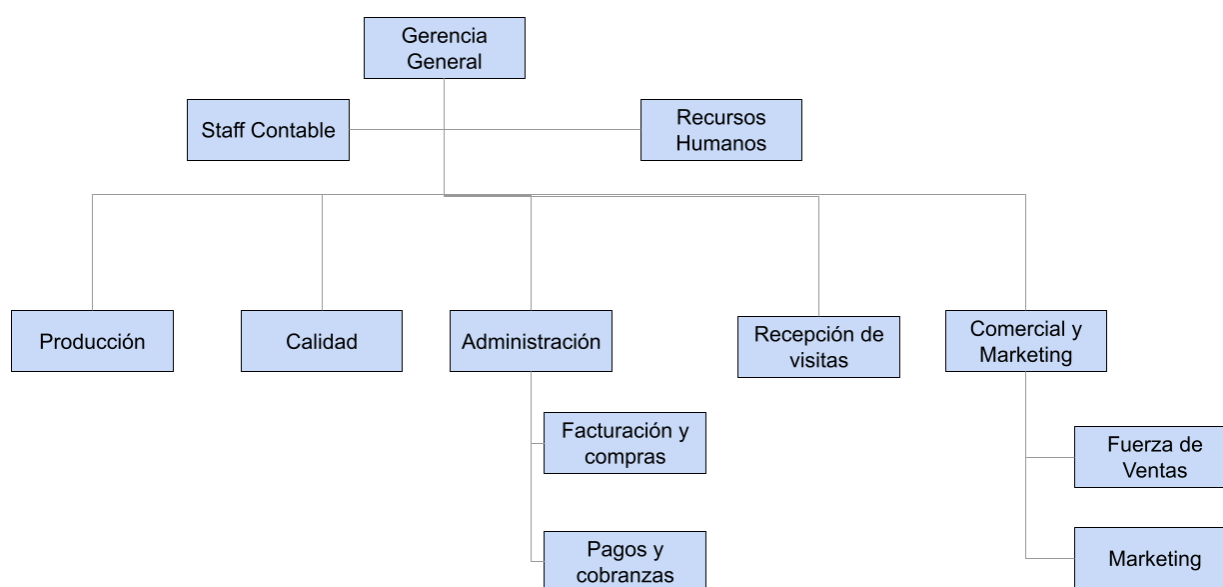 Gerencia
General
Staff Contable
Recursos
Humanos
Producción
Calidad
Administración
Recepción de
visitas
Comercial y
Marketing
Facturación y
compras
Fuerza de
Ventas
Pagos y
cobranzas
Marketing